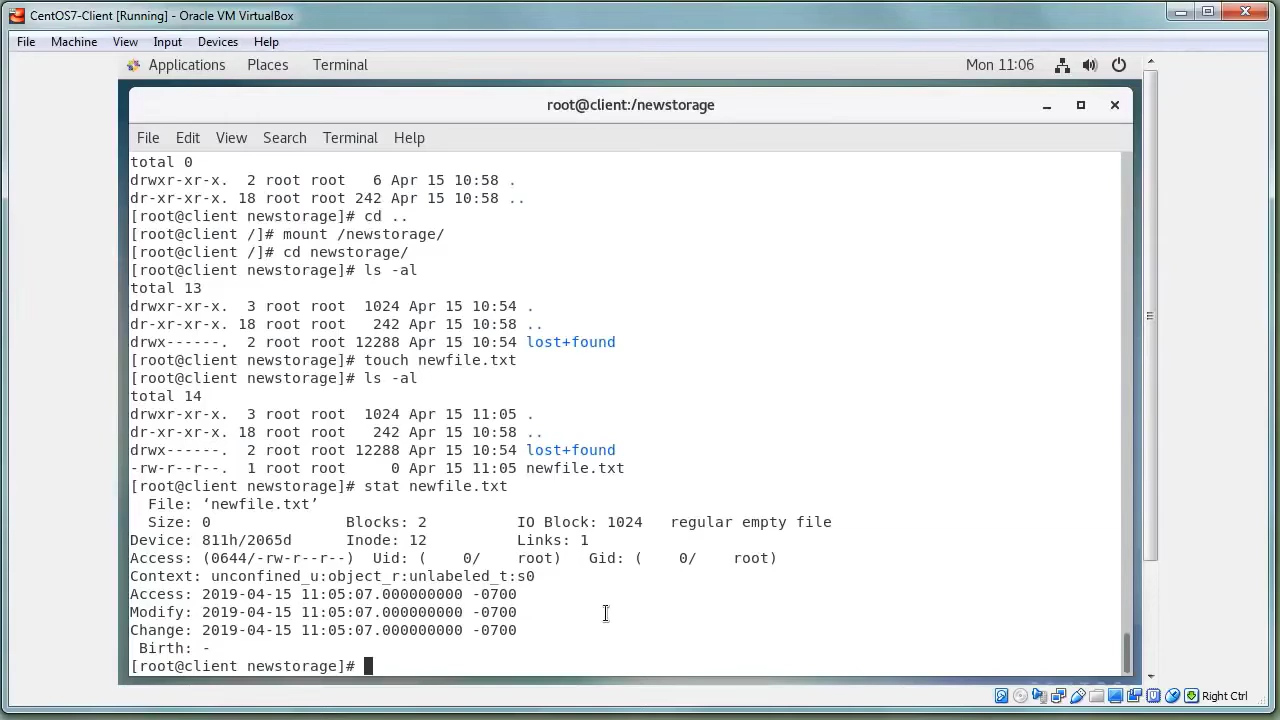 CentOS7-Client [Running] - Oracle VM VirtualBox
File Machine View Input Devices Help
Applications Places Terminal Mon 11:06
root@client:/newstorage
File Edit View Search Terminal Help
total 0
drwxr-xr-x.  2 root root   6 Apr 15 10:58 .
dr-xr-xr-x. 18 root root 242 Apr 15 10:58 ..
[root@client newstorage]# cd ..
[root@client /]# mount /newstorage/
[root@client /]# cd newstorage/
[root@client newstorage]# ls -al
total 13
drwxr-xr-x.  3 root root  1024 Apr 15 10:54 .
dr-xr-xr-x. 18 root root   242 Apr 15 10:58 ..
drwx------.  2 root root 12288 Apr 15 10:54 lost+found
[root@client newstorage]# touch newfile.txt
[root@client newstorage]# ls -al
total 14
drwxr-xr-x.  3 root root  1024 Apr 15 11:05 .
dr-xr-xr-x. 18 root root   242 Apr 15 10:58 ..
drwx------.  2 root root 12288 Apr 15 10:54 lost+found
-rw-r--r--.  1 root root     0 Apr 15 11:05 newfile.txt
[root@client newstorage]# stat newfile.txt
  File: ‘newfile.txt’
  Size: 0               Blocks: 2          IO Block: 1024   regular empty file
Device: 811h/2065d      Inode: 12          Links: 1
Access: (0644/-rw-r--r--)  Uid: (    0/    root)   Gid: (    0/    root)
Context: unconfined_u:object_r:unlabeled_t:s0
Access: 2019-04-15 11:05:07.000000000 -0700
Modify: 2019-04-15 11:05:07.000000000 -0700
Change: 2019-04-15 11:05:07.000000000 -0700
 Birth: -
[root@client newstorage]#
Right Ctrl